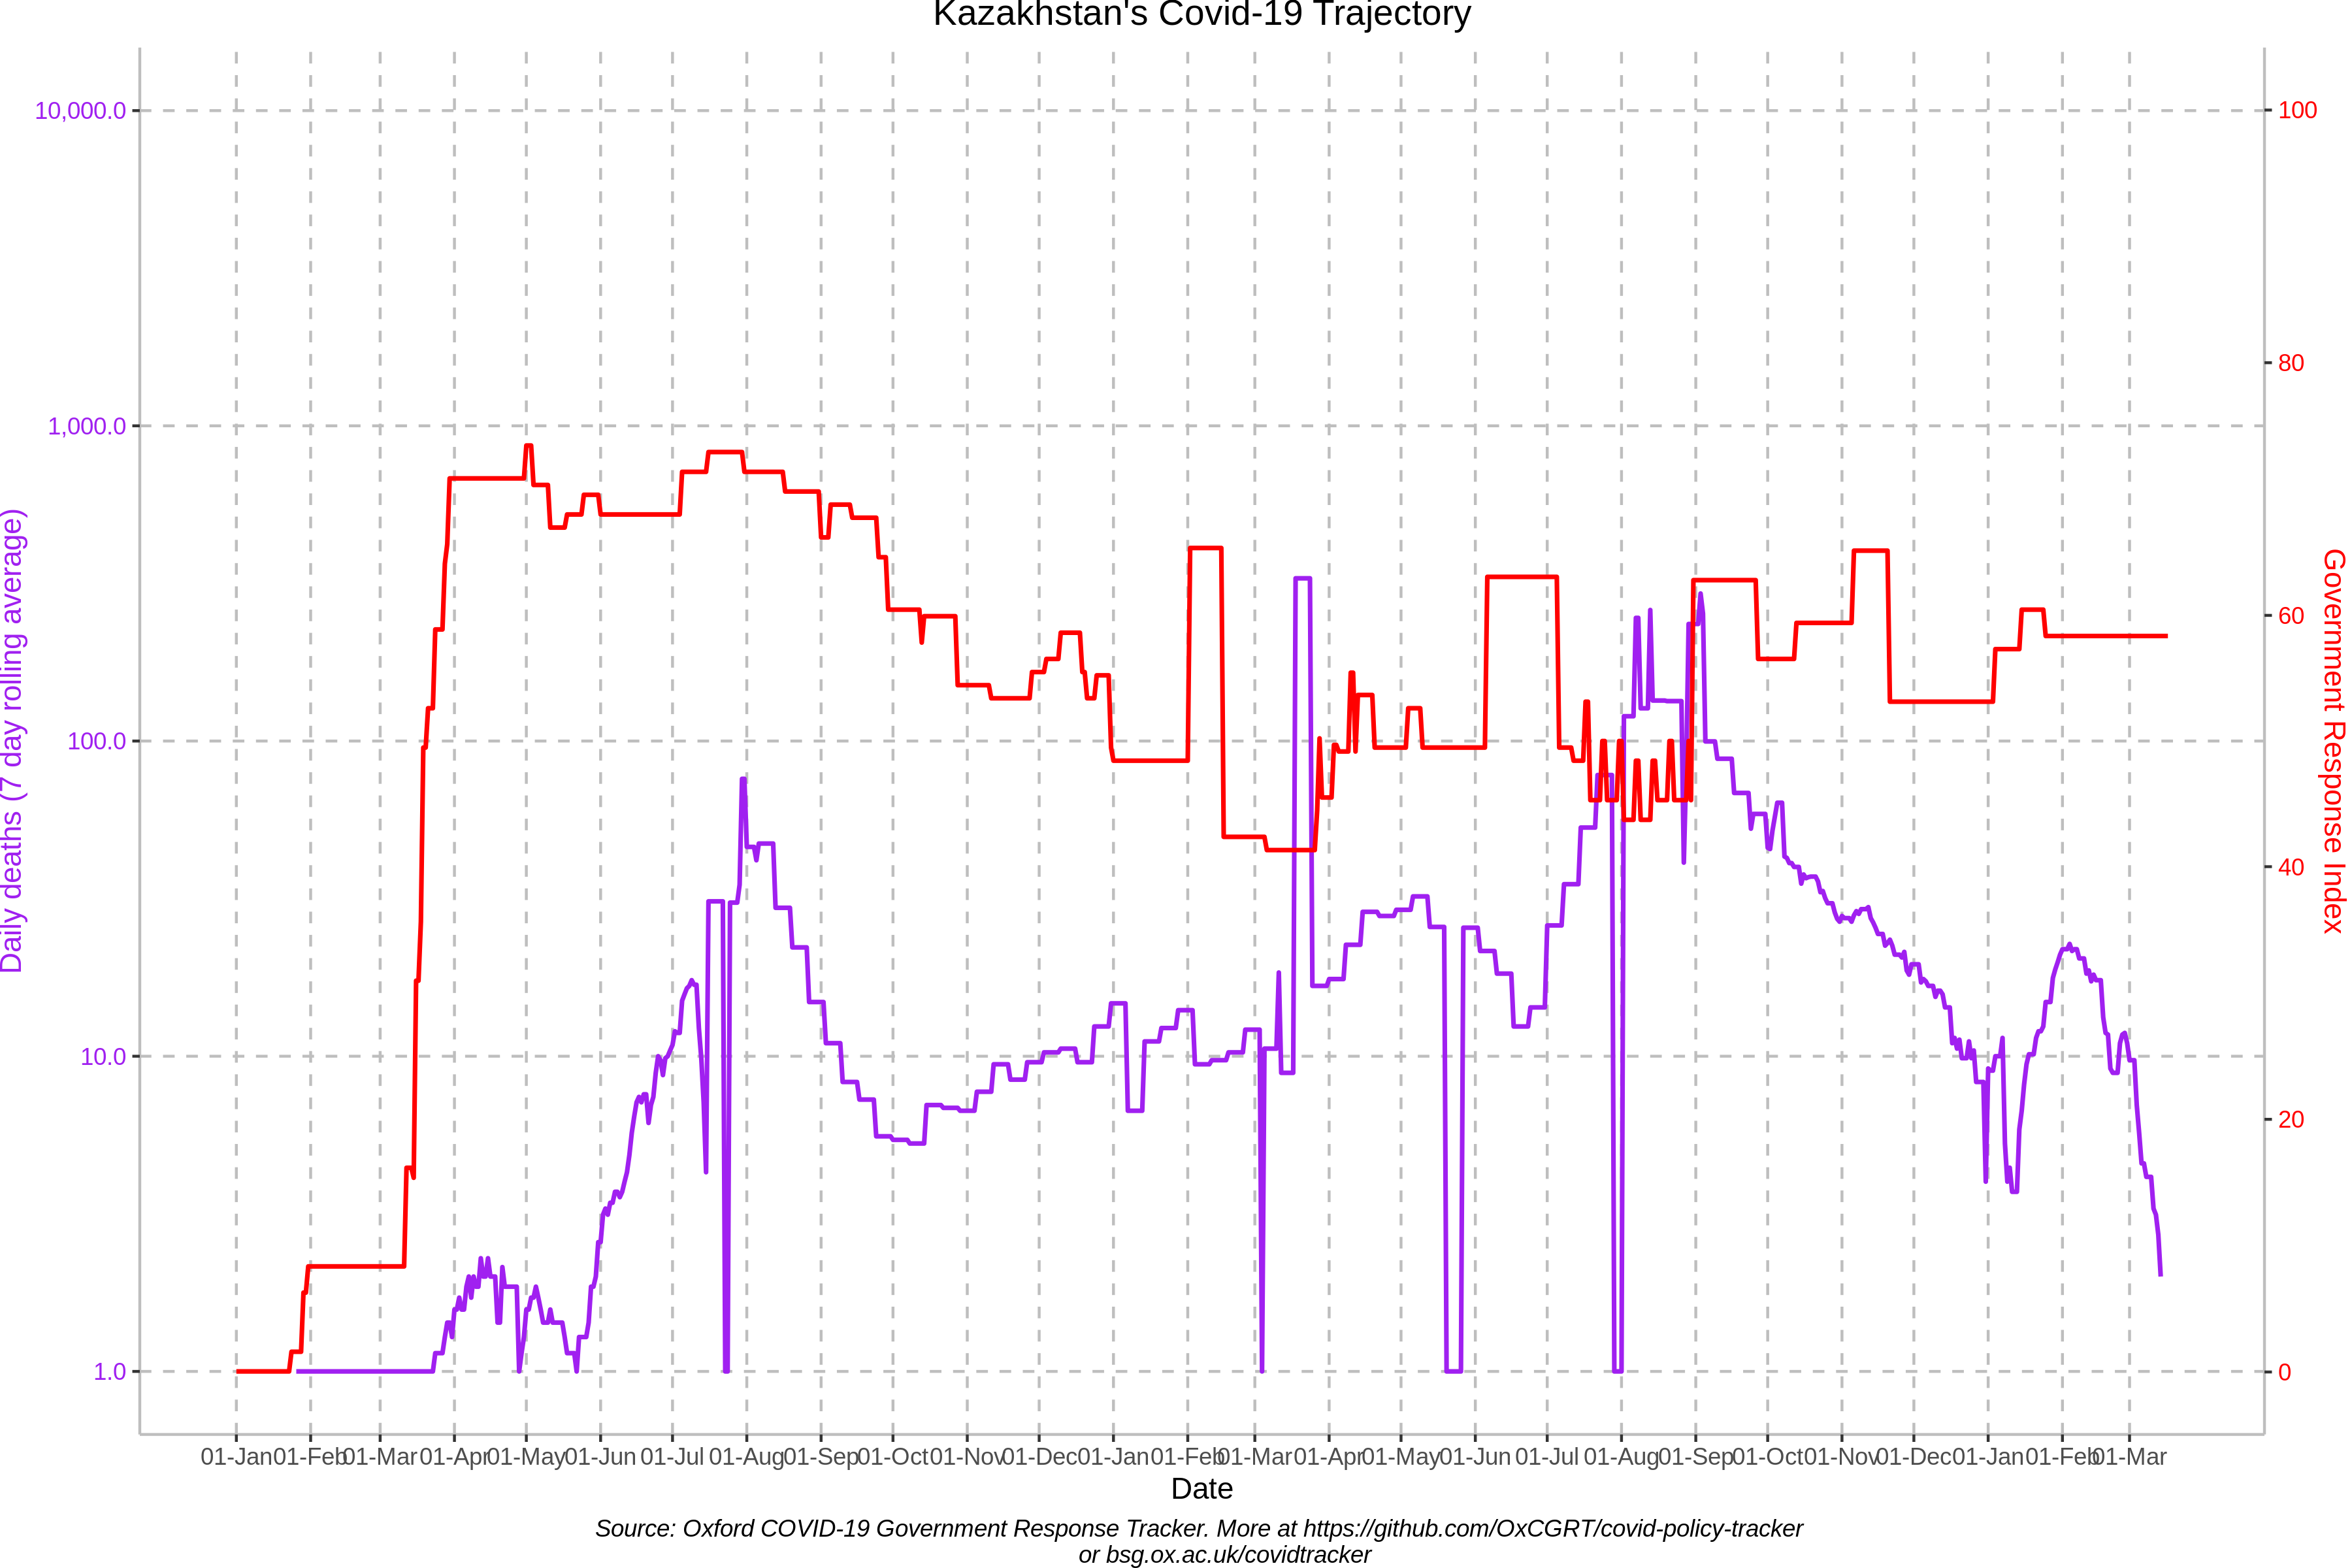 Kazakhstan's Covid-19 Trajectory
10,000.0
1,000.0
100.0
10.0
1.0
Daily deaths (7 day rolling average)
100
80
60
40
20
0
Government Response Index
01-Jan 01-Feb 01-Mar 01-Apr 01-May 01-Jun 01-Jul 01-Aug 01-Sep 01-Oct 01-Nov 01-Dec 01-Jan 01-Feb 01-Mar 01-Apr 01-May 01-Jun 01-Jul 01-Aug 01-Sep 01-Oct 01-Nov 01-Dec 01-Jan 01-Feb 01-Mar
Date
Source: Oxford COVID-19 Government Response Tracker. More at https://github.com/OxCGRT/covid-policy-tracker
or bsg.ox.ac.uk/covidtracker